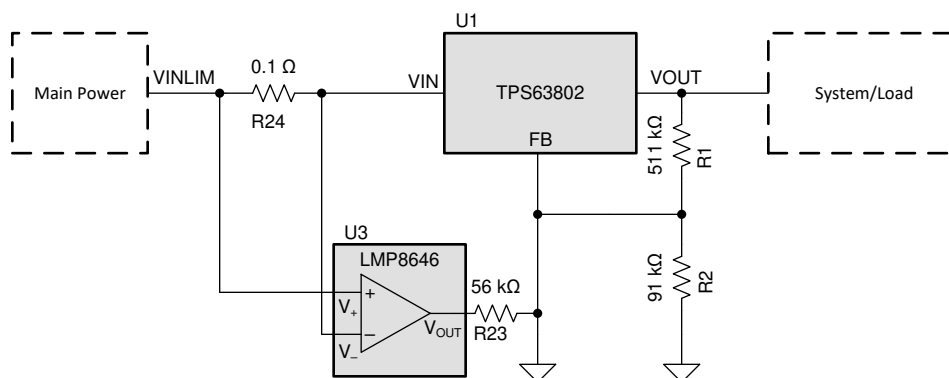 U1
Main Power
VINLIM
0.1 Ω
R24
VIN
TPS63802
FB
VOUT
System/Load
511 kΩ
R1
91 kΩ
R2
U3
LMP8646
+
V+
−
V−
VOUT
56 kΩ
R23